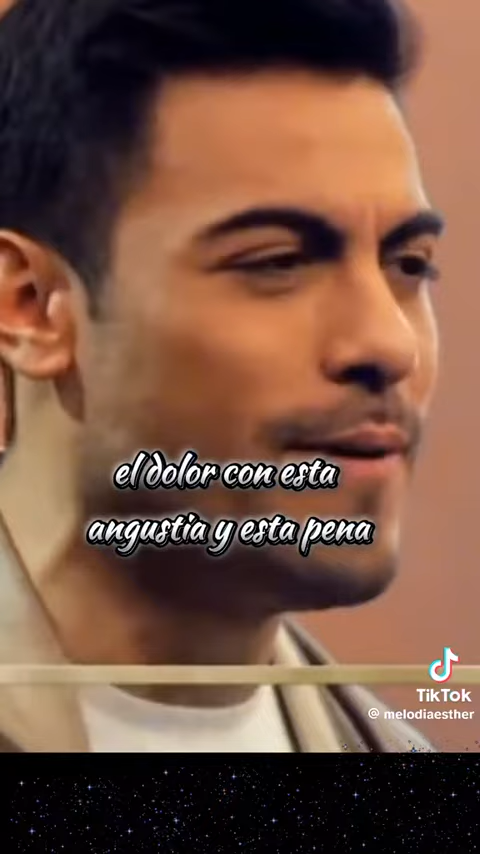 el dolor con esta
angustia y esta pena
TikTok
@ melodiaesther